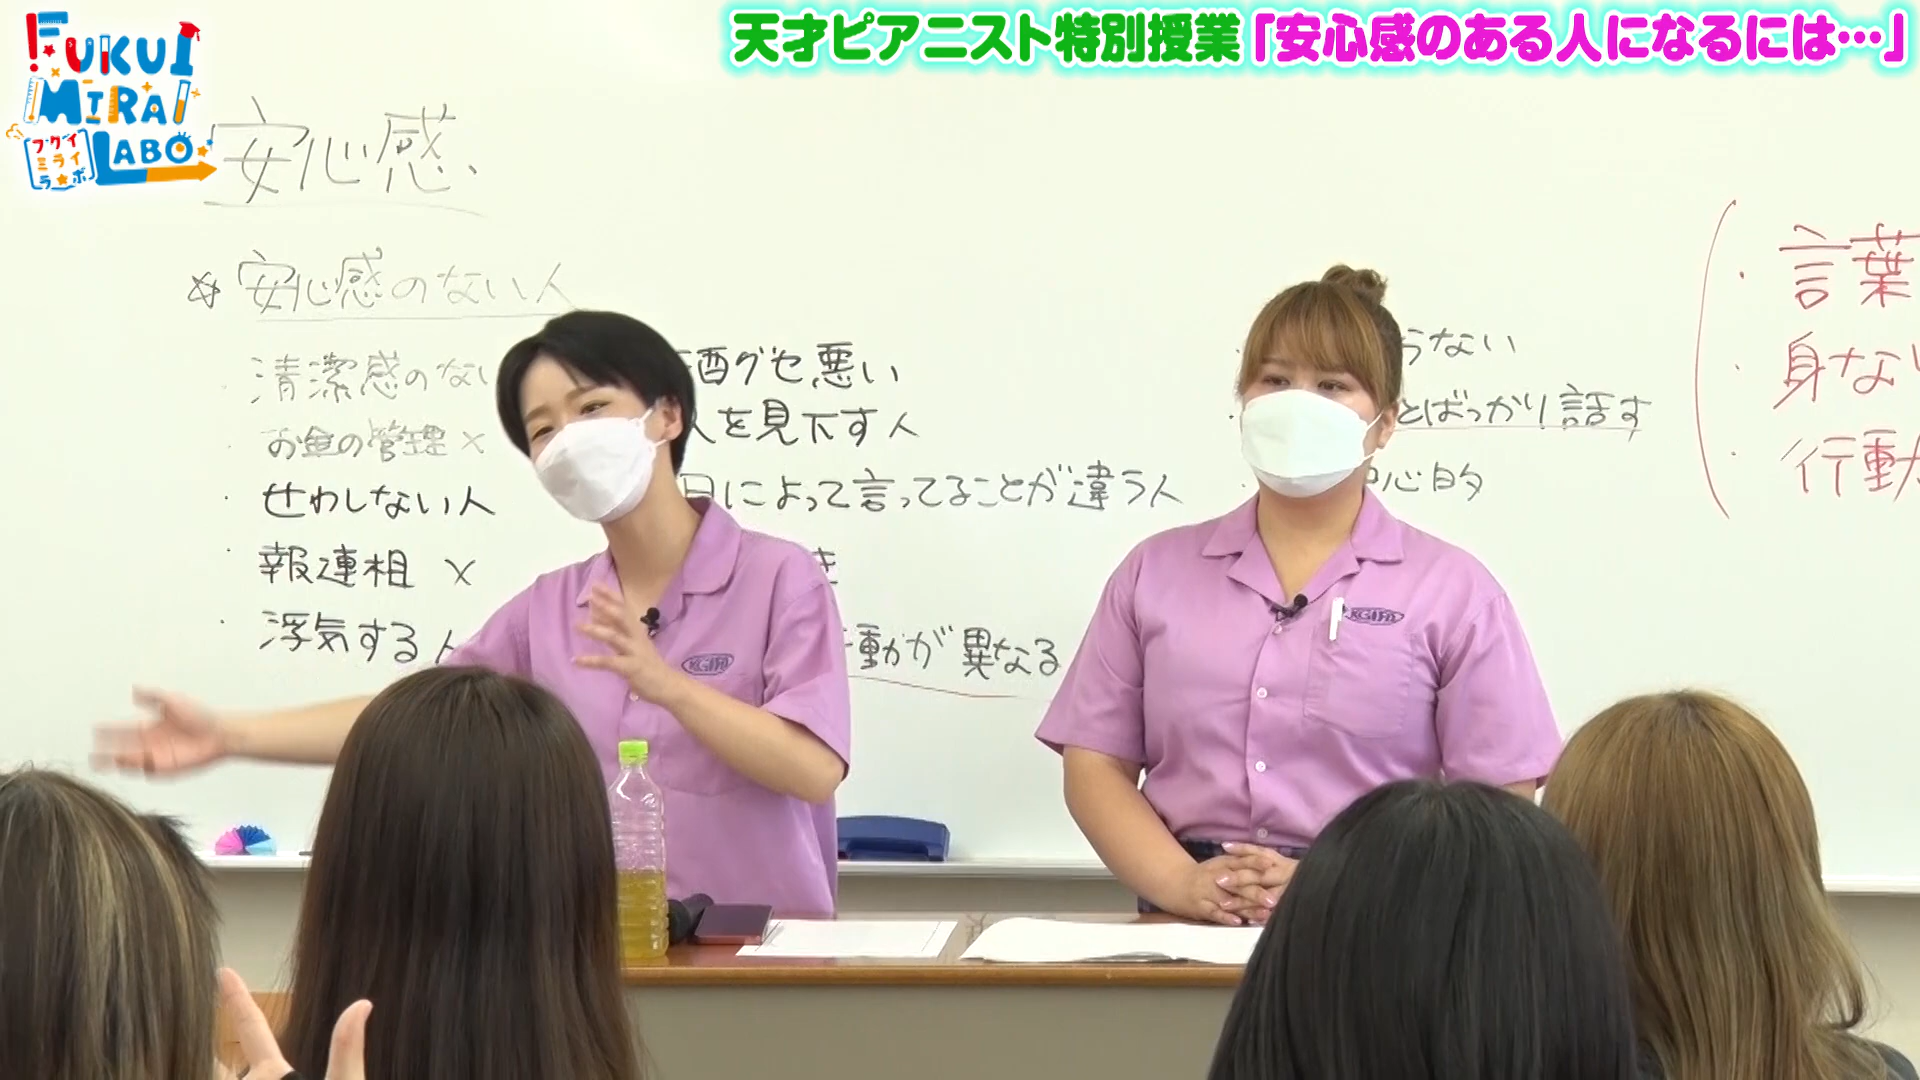 FUKUI
MIRAI
LABO
フクイ
ミライ
ラボ
天才ピアニスト特別授業「安心感のある人になるには…」
安心感、
☆ 安心感のない人
・清潔感のない
・お金の管理 ×
・せわしない人
・報連相 ×
・浮気する人
酒グセ悪い
人を見下す人
日によって言ってることが違う人
動が異なる
うない
とばっかり話す
心的
・言葉
・身な
・行動